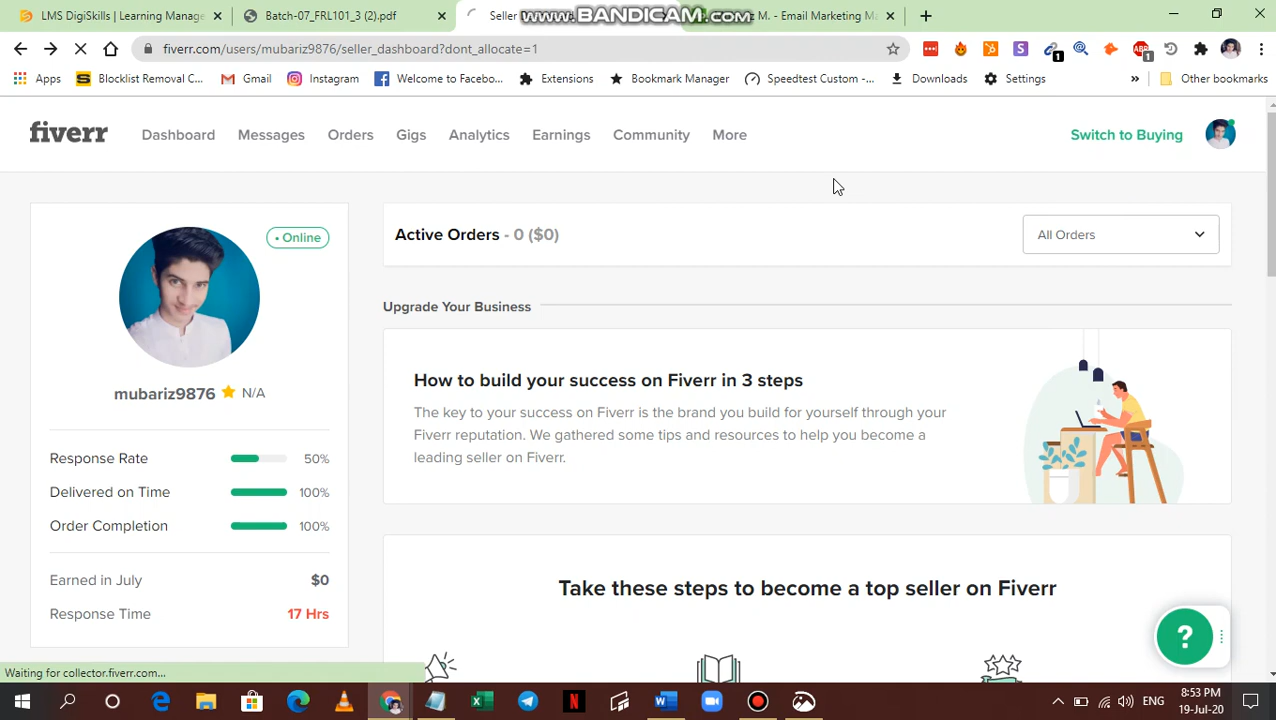 LMS DigiSkills | Learning Manage
Batch-07_FRL101_3 (2).pdf
Seller D
www.BANDICAM.com
z M. - Email Marketing M
fiverr.com/users/mubariz9876/seller_dashboard?dont_allocate=1
Apps
Blocklist Removal C...
Gmail
Instagram
Welcome to Facebo...
Extensions
Bookmark Manager
Speedtest Custom -...
Downloads
Settings
Other bookmarks
fiverr
Dashboard
Messages
Orders
Gigs
Analytics
Earnings
Community
More
Switch to Buying
• Online
mubariz9876 N/A
Response Rate 50%
Delivered on Time 100%
Order Completion 100%
Earned in July $0
Response Time 17 Hrs
Active Orders - 0 ($0)
All Orders
Upgrade Your Business
How to build your success on Fiverr in 3 steps
The key to your success on Fiverr is the brand you build for yourself through your
Fiverr reputation. We gathered some tips and resources to help you become a
leading seller on Fiverr.
Take these steps to become a top seller on Fiverr
?
Waiting for collector.fiverr.com...
ENG
8:53 PM
19-Jul-20